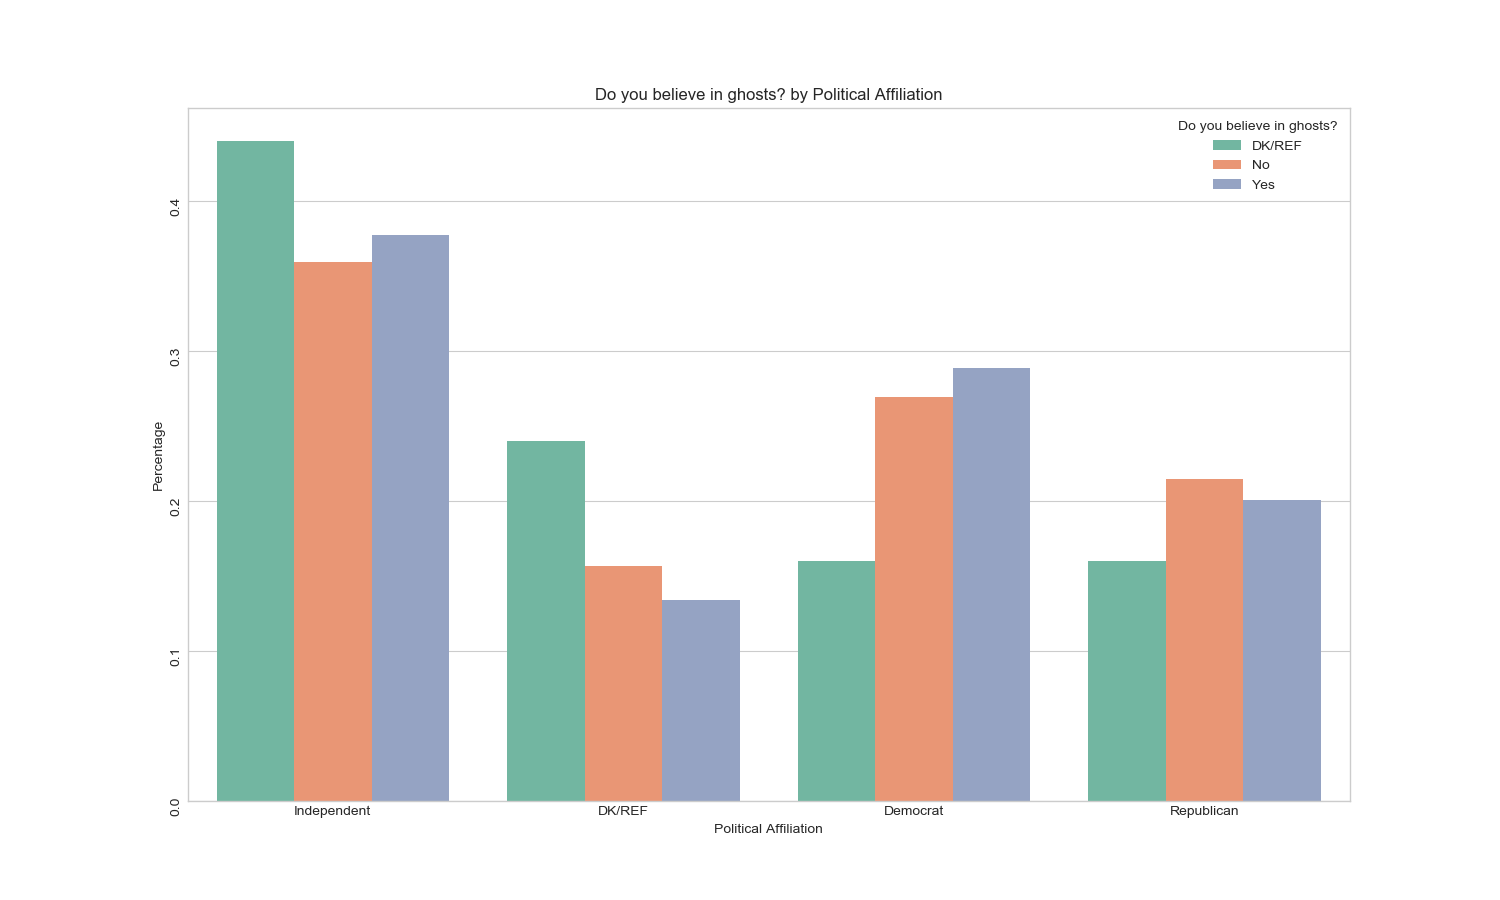 Do you believe in ghosts? by Political Affiliation
Do you believe in ghosts?
DK/REF
No
Yes
0.4
0.3
0.2
0.1
0.0
Percentage
Independent
DK/REF
Democrat
Republican
Political Affiliation